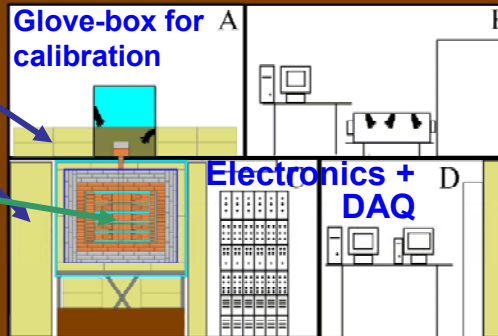 Glove-box for
calibration
A
B
Electronics +
DAQ
C
D